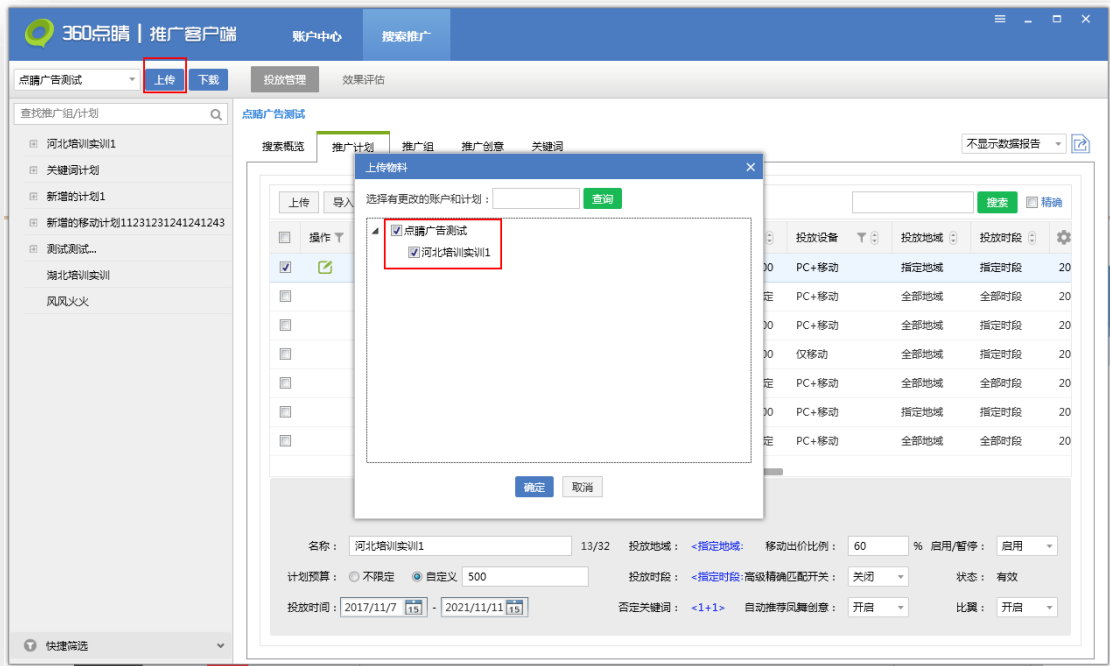 360点睛 | 推广客户端
账户中心
搜索推广
点睛广告测试
上传
下载
投放管理
效果评估
查找推广组/计划
点睛广告测试
河北培训实训1
关键词计划
新增的计划1
新增的移动计划11231231241241243
测试测试...
湖北培训实训
风风火火
搜索概览
推广计划
推广组
推广创意
关键词
不显示数据报告
上传物料
上传
导入
选择有更改的账户和计划：
查询
搜索
精确
点睛广告测试
河北培训实训1
操作
投放设备
投放地域
投放时段
00 PC+移动 指定地域 指定时段 20
定 PC+移动 全部地域 全部时段 20
00 PC+移动 全部地域 指定时段 20
00 仅移动 全部地域 指定时段 20
定 PC+移动 全部地域 全部时段 20
00 PC+移动 指定地域 指定时段 20
定 PC+移动 全部地域 全部时段 20
确定
取消
名称： 河北培训实训1 13/32 投放地域： <指定地域: 移动出价比例： 60 % 启用/暂停： 启用
计划预算： 不限定 自定义 500 投放时段： <指定时段: 高级精确匹配开关： 关闭 状态： 有效
投放时间： 2017/11/7 15 - 2021/11/11 15 否定关键词： <1+1> 自动推荐凤舞创意： 开启 比翼： 开启
快捷筛选